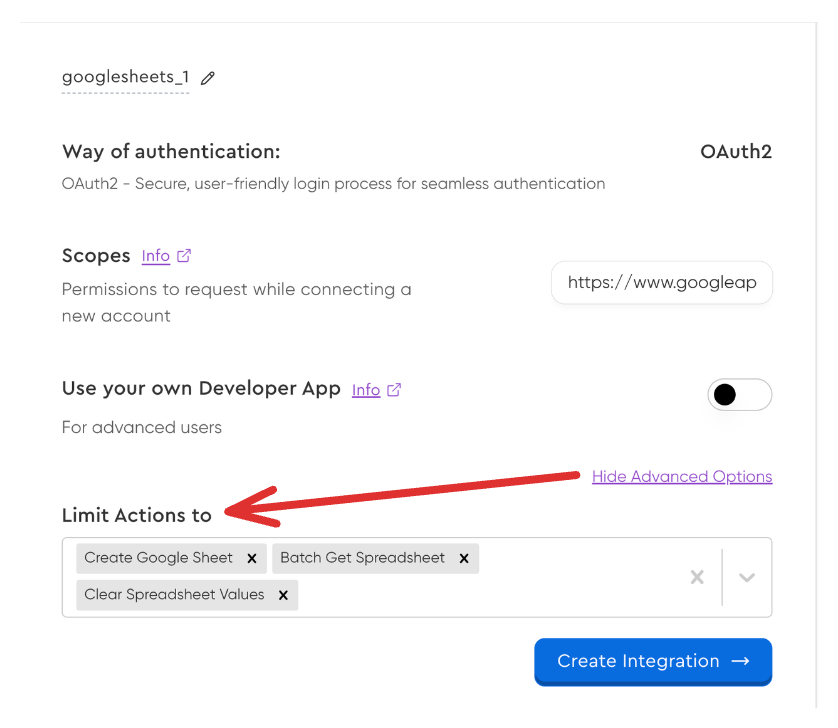 googlesheets_1
Way of authentication:
OAuth2
OAuth2 - Secure, user-friendly login process for seamless authentication
Scopes Info
Permissions to request while connecting a
new account
https://www.googleap
Use your own Developer App Info
For advanced users
Hide Advanced Options
Limit Actions to
Create Google Sheet x Batch Get Spreadsheet x
Clear Spreadsheet Values x
Create Integration →